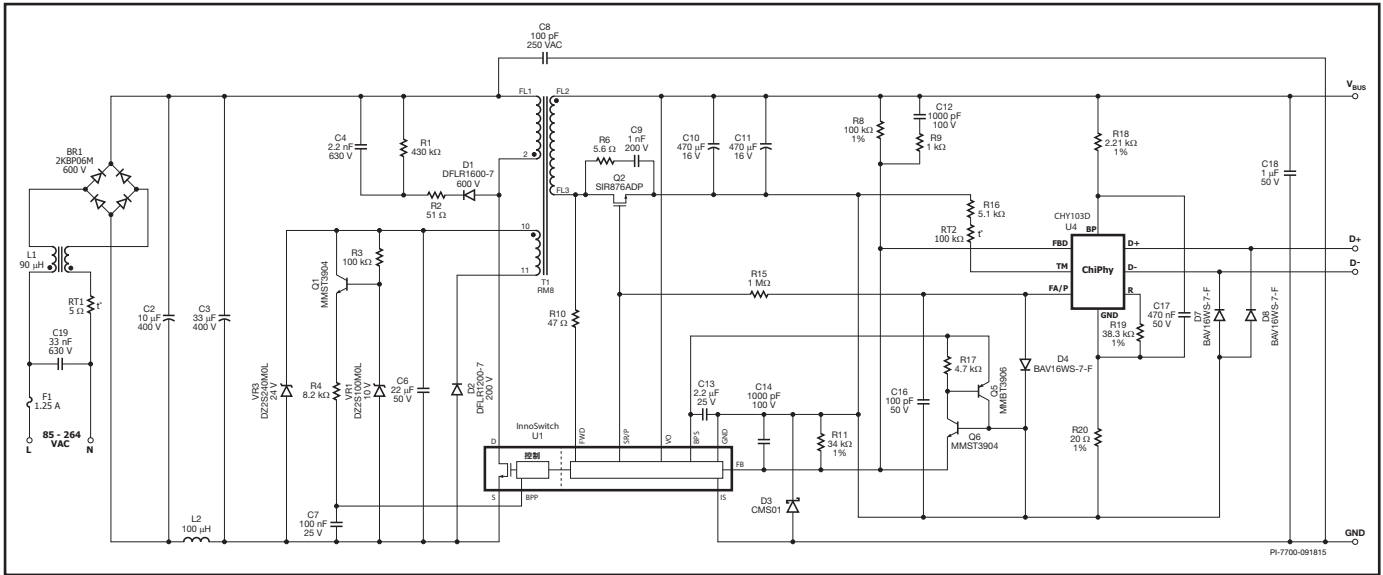 C8
100 pF
250 VAC
FL1
FL2
V_BUS
BR1
2KBP06M
600 V
C4
2.2 nF
630 V
R1
430 kΩ
D1
DFLR1600-7
600 V
2
R2
51 Ω
R6
5.6 Ω
C9
1 nF
200 V
Q2
SIR876ADP
FL3
C10
470 µF
16 V
C11
470 µF
16 V
R8
100 kΩ
1%
C12
1000 pF
100 V
R9
1 kΩ
R18
2.21 kΩ
1%
C18
1 µF
50 V
R16
5.1 kΩ
RT2
100 kΩ
t°
CHY103D
U4
BP
FBD
TM
FA/P
ChiPhy
D+
D-
R
GND
D+
D-
L1
90 µH
RT1
5 Ω
t°
C19
33 nF
630 V
F1
1.25 A
85 - 264
VAC
L
N
C2
10 µF
400 V
C3
33 µF
400 V
L2
100 µH
VR3
DZ2S240M0L
24 V
Q1
MMST3904
R3
100 kΩ
R4
8.2 kΩ
VR1
DZ2S100M0L
10 V
C6
22 µF
50 V
C7
100 nF
25 V
10
11
T1
RM8
D2
DFLR1200-7
200 V
R10
47 Ω
R15
1 MΩ
InnoSwitch
U1
D
S
控制
BPP
FWD
SR/P
VO
BPS
GND
FB
IS
C13
2.2 µF
25 V
C14
1000 pF
100 V
R11
34 kΩ
1%
D3
CMS01
C16
100 pF
50 V
R17
4.7 kΩ
Q5
MMBT3906
Q6
MMST3904
D4
BAV16WS-7-F
R19
38.3 kΩ
1%
C17
470 nF
50 V
D7
BAV16WS-7-F
D8
BAV16WS-7-F
R20
20 Ω
1%
GND
PI-7700-091815